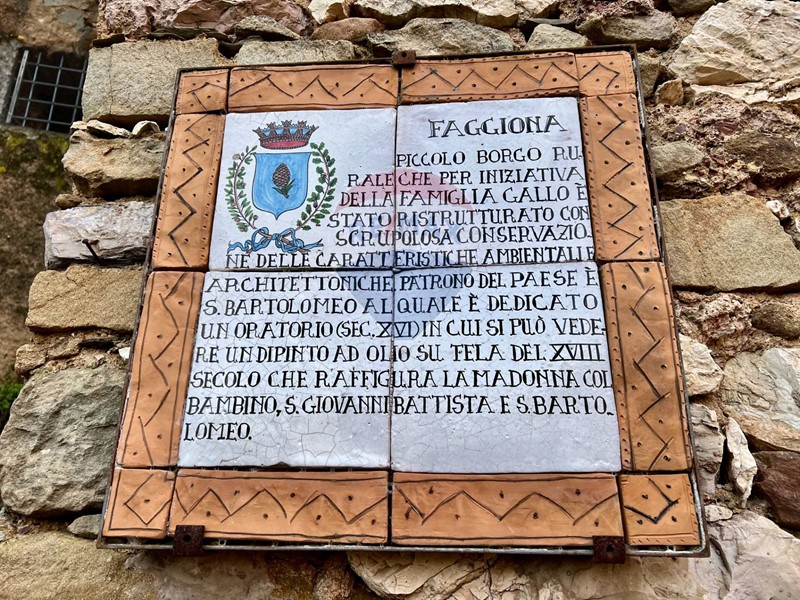 FAGGIONA
PICCOLO BORGO RU-
RALE CHE PER INIZIATIVA
DELLA FAMIGLIA GALLO È
STATO RISTRUTTURATO CON
SCRUPOLOSA CONSERVAZIO-
NE DELLE CARATTERISTICHE AMBIENTALI E
ARCHITETTONICHE, PATRONO DEL PAESE È
S. BARTOLOMEO AL QUALE È DEDICATO
UN ORATORIO (SEC. XVI) IN CUI SI PUÒ VEDE-
RE UN DIPINTO AD OLIO SU TELA DEL XVIII
SECOLO CHE RAFFIGURA LA MADONNA COL
BAMBINO, S. GIOVANNI BATTISTA E S. BARTO-
LOMEO.